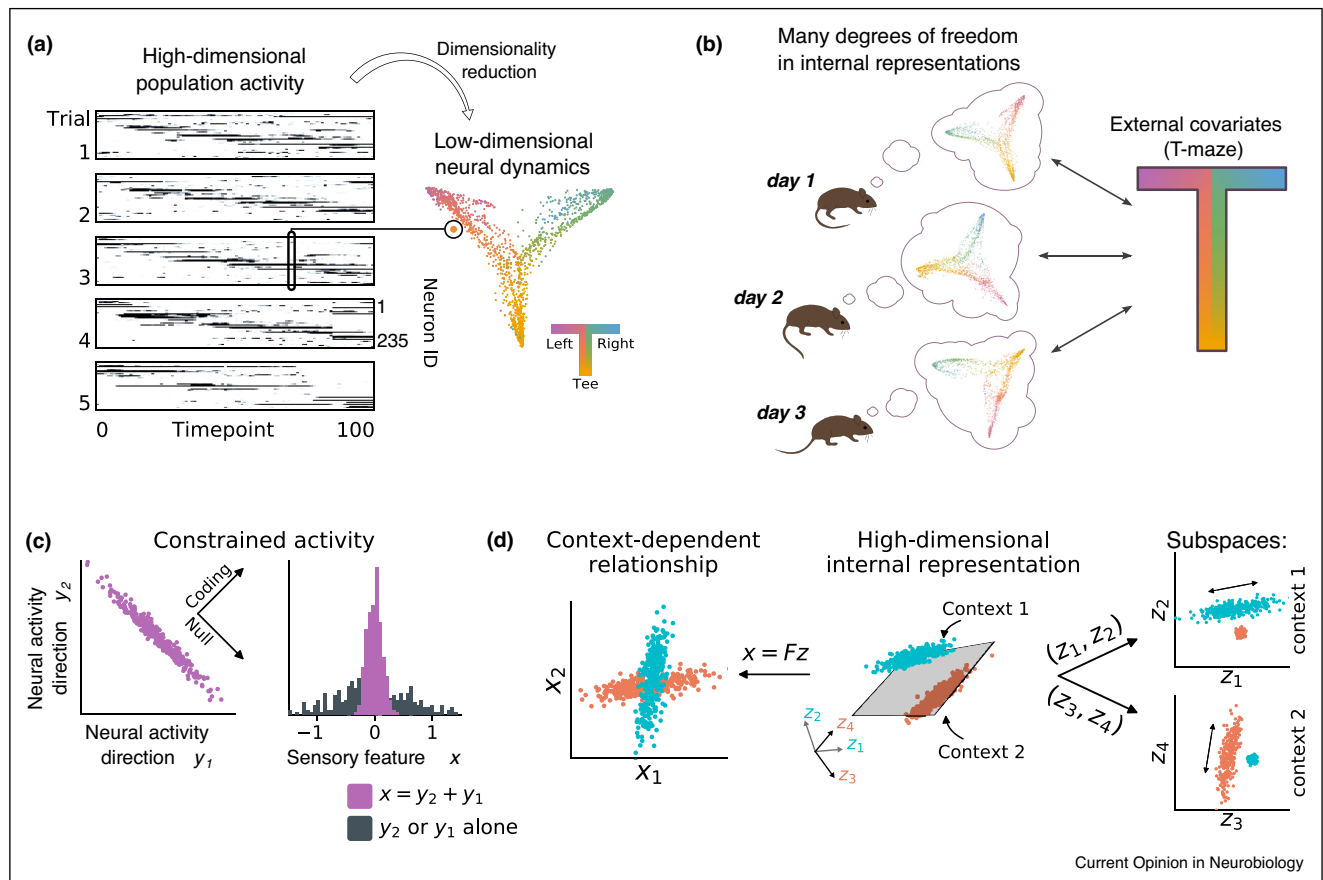 (a)
High-dimensional
population activity
Dimensionality
reduction
Trial
1
2
3
4
5
0 Timepoint 100
Neuron ID
1
235
Low-dimensional
neural dynamics
Left Right
Tee
(b)
Many degrees of freedom
in internal representations
day 1
day 2
day 3
External covariates
(T-maze)
(c) Constrained activity
Neural activity
direction y₂
Coding
Null
Neural activity
direction y₁
−1 0 1
Sensory feature x
x = y₂ + y₁
y₂ or y₁ alone
(d)
Context-dependent
relationship
x₂
x₁
x = Fz
High-dimensional
internal representation
Context 1
Context 2
z₂
z₄
z₁
z₃
(z₁, z₂)
(z₃, z₄)
Subspaces:
z₂
z₁
context 1
z₄
z₃
context 2
Current Opinion in Neurobiology